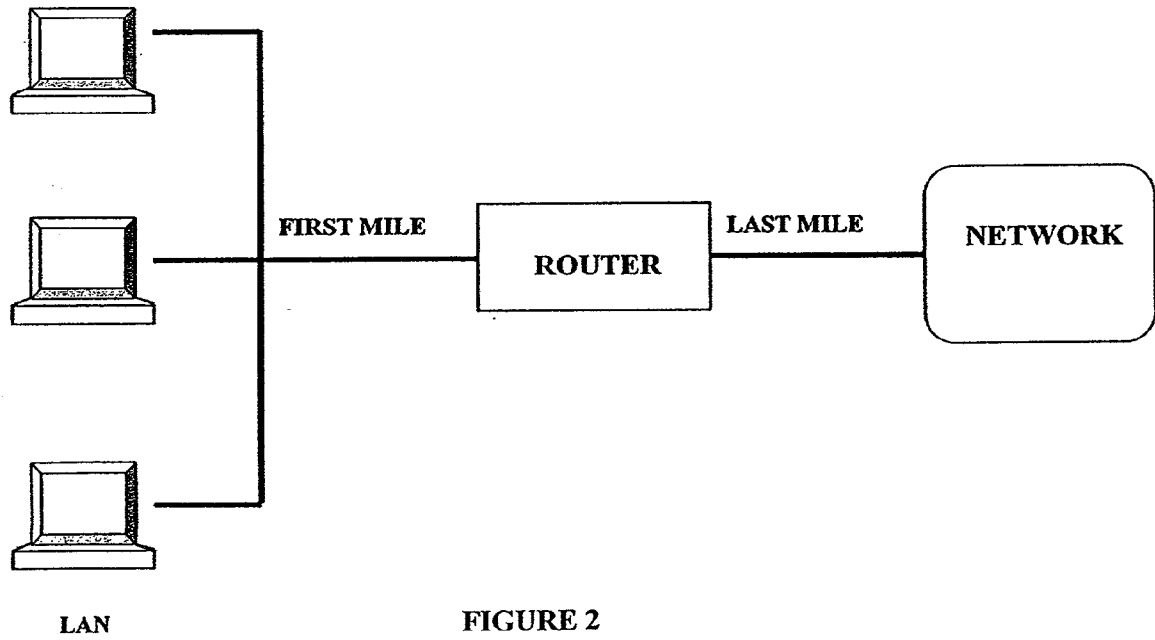 FIRST MILE
ROUTER
LAST MILE
NETWORK
LAN
FIGURE 2